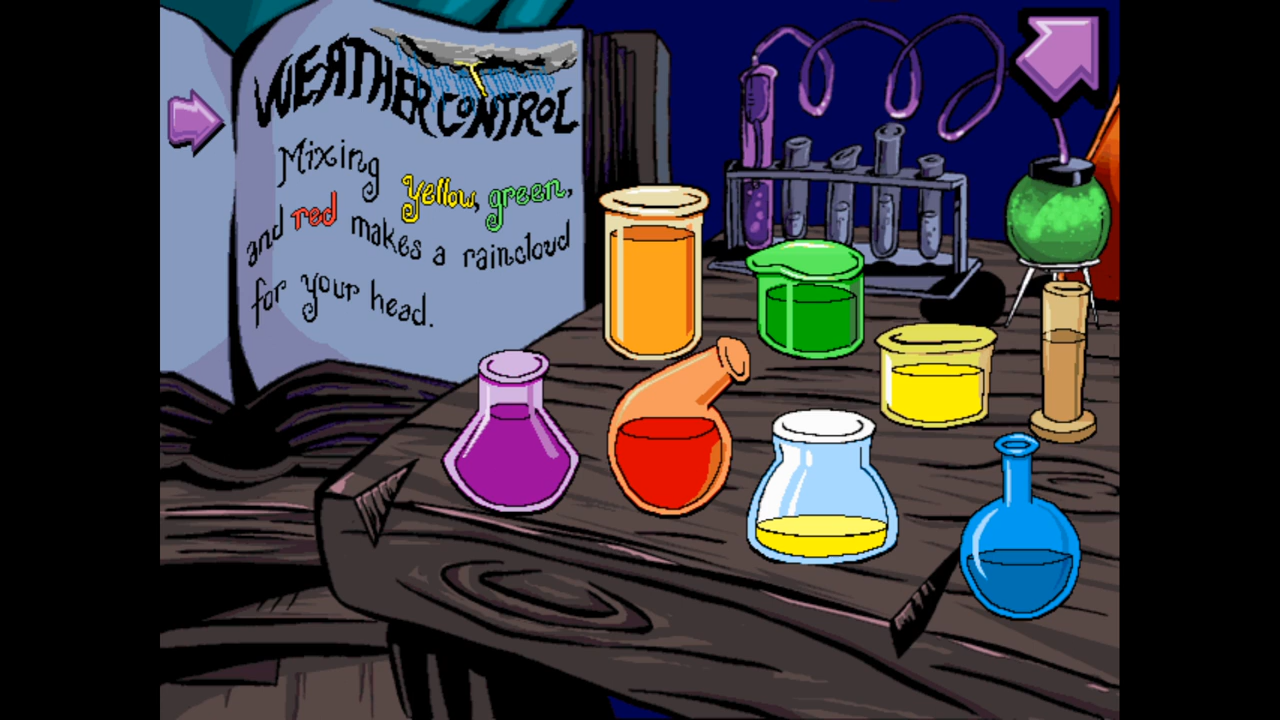 WEATHER CONTROL
Mixing yellow, green,
and red makes a raincloud
for your head.